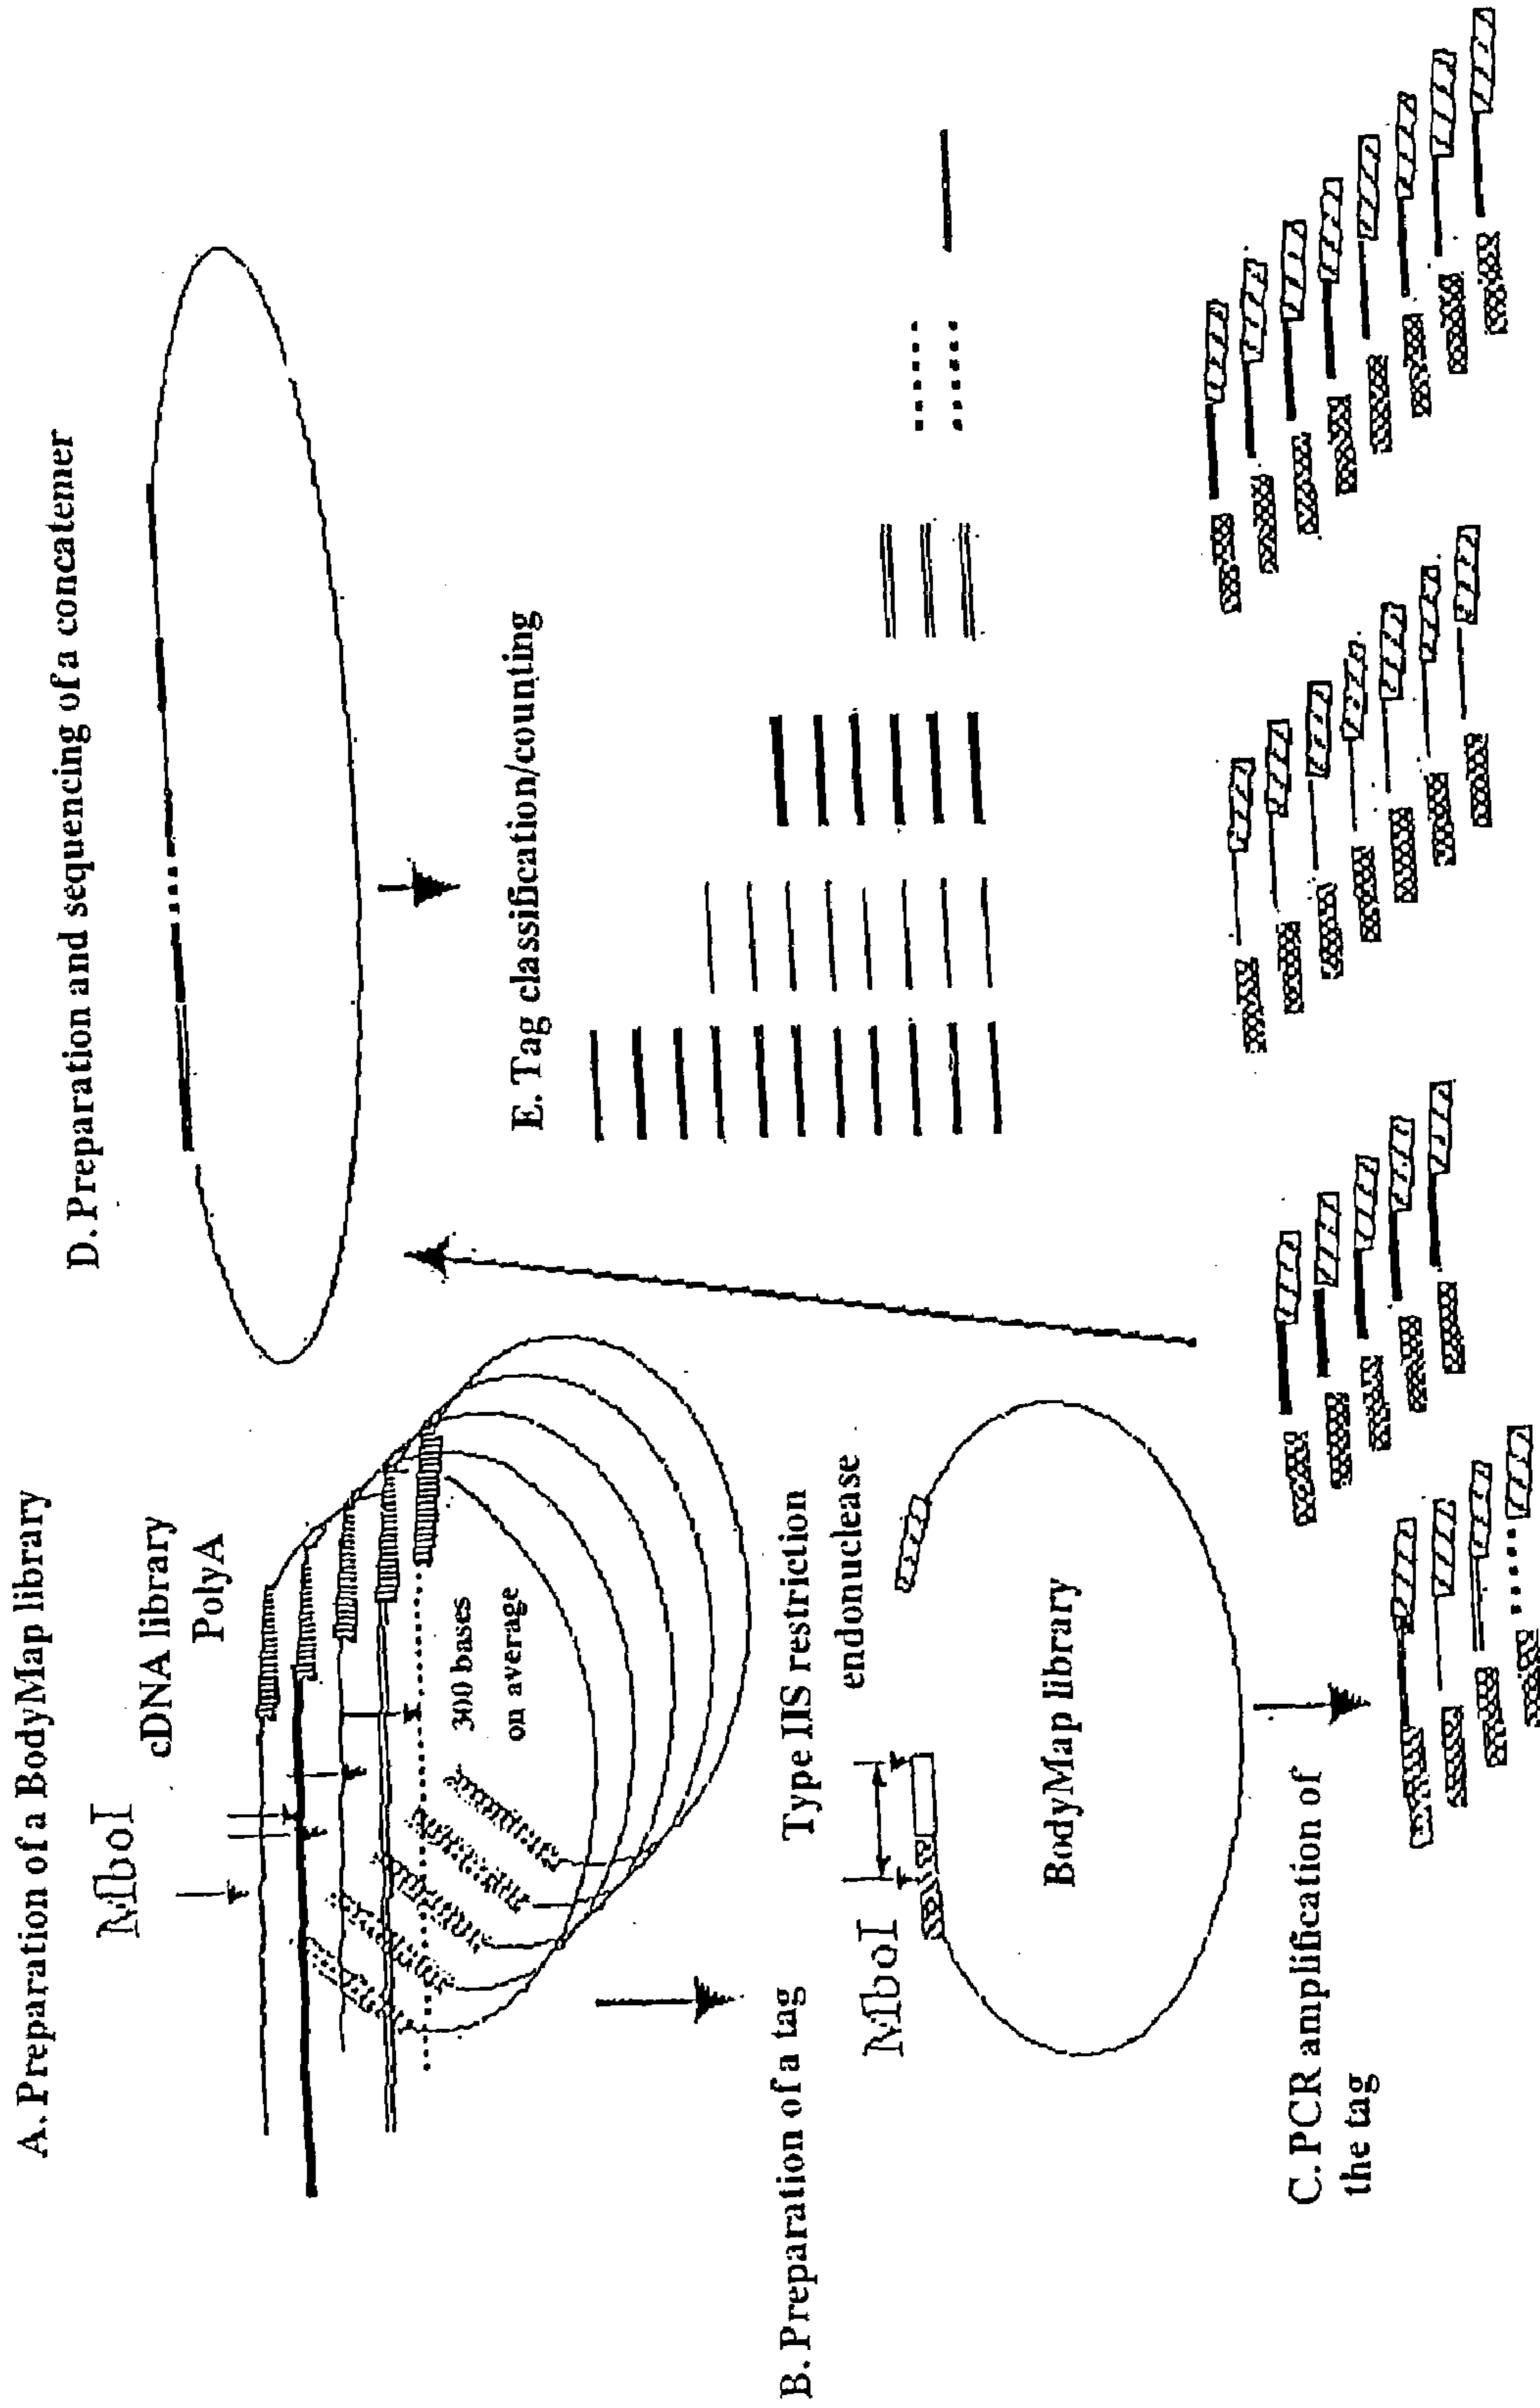 A. Preparation of a BodyMap library
MboI
cDNA library
PolyA
300 bases
on average
B. Preparation of a tag
Type IIS restriction
endonuclease
MboI
BodyMap library
C. PCR amplification of
the tag
D. Preparation and sequencing of a concatemer
E. Tag classification/counting